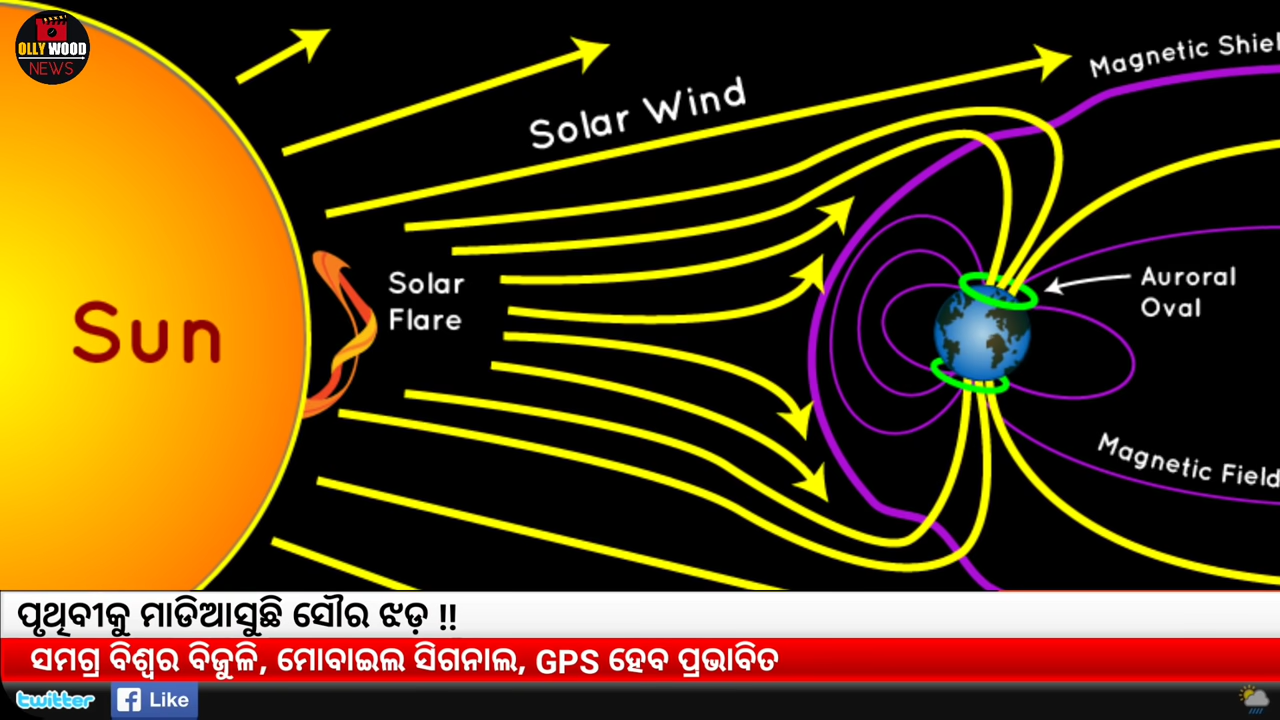 OLLY WOOD
NEWS
Magnetic Shiel
Solar Wind
Solar
Flare
Sun
Auroral
Oval
Magnetic Field
ପୃଥିବୀକୁ ମାଡିଆସୁଛି ସୌର ଝଡ଼ !!
ସମଗ୍ର ବିଶ୍ୱର ବିଜୁଳି, ମୋବାଇଲ ସିଗନାଲ, GPS ହେବ ପ୍ରଭାବିତ
twitter
f Like